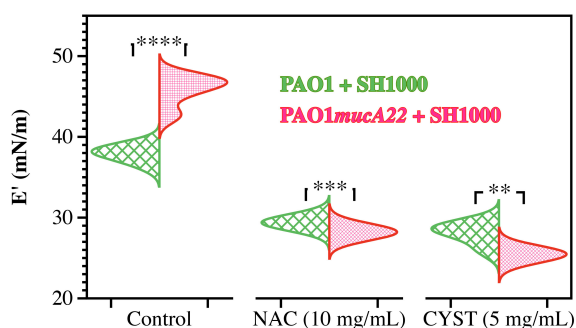 50
40
30
20
E' (mN/m)
****
***
**
PAO1 + SH1000
PAO1mucA22 + SH1000
Control
NAC (10 mg/mL)
CYST (5 mg/mL)